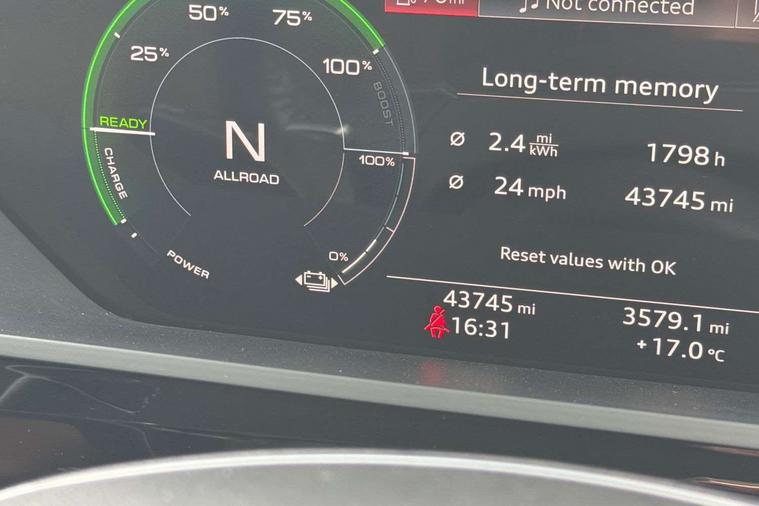 50%
75%
25%
100%
BOOST
READY
N
ALLROAD
CHARGE
100%
0%
POWER
Not connected
Long-term memory
Ø 2.4 mi/kWh 1798 h
Ø 24 mph 43745 mi
Reset values with OK
43745 mi 3579.1 mi
16:31 +17.0 °C